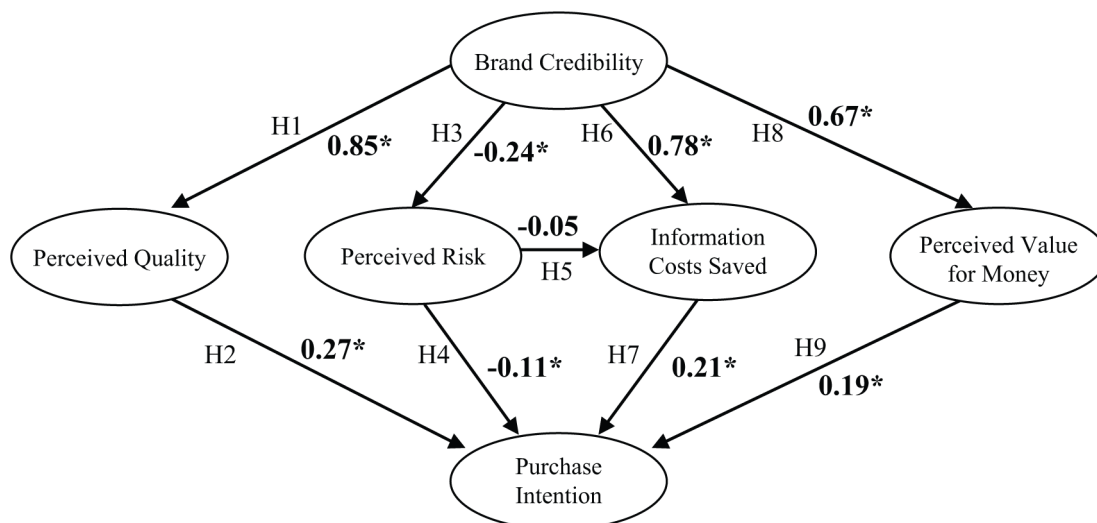 Brand Credibility
H1
0.85*
H3
-0.24*
H6
0.78*
H8
0.67*
Perceived Quality
Perceived Risk
-0.05
H5
Information
Costs Saved
Perceived Value
for Money
H2
0.27*
H4
-0.11*
H7
0.21*
H9
0.19*
Purchase
Intention